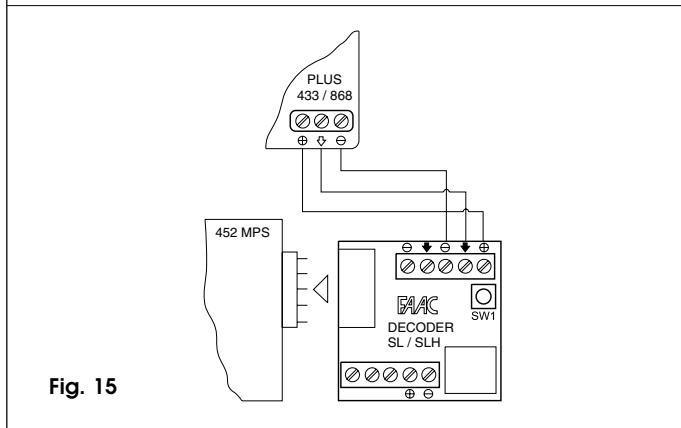 PLUS
433 / 868
⊕ ⇩ ⊖
452 MPS
⊖ ⬇ ⊖ ⬇ ⊕
FAAC
SW1
DECODER
SL / SLH
⊕ ⊖
Fig. 15